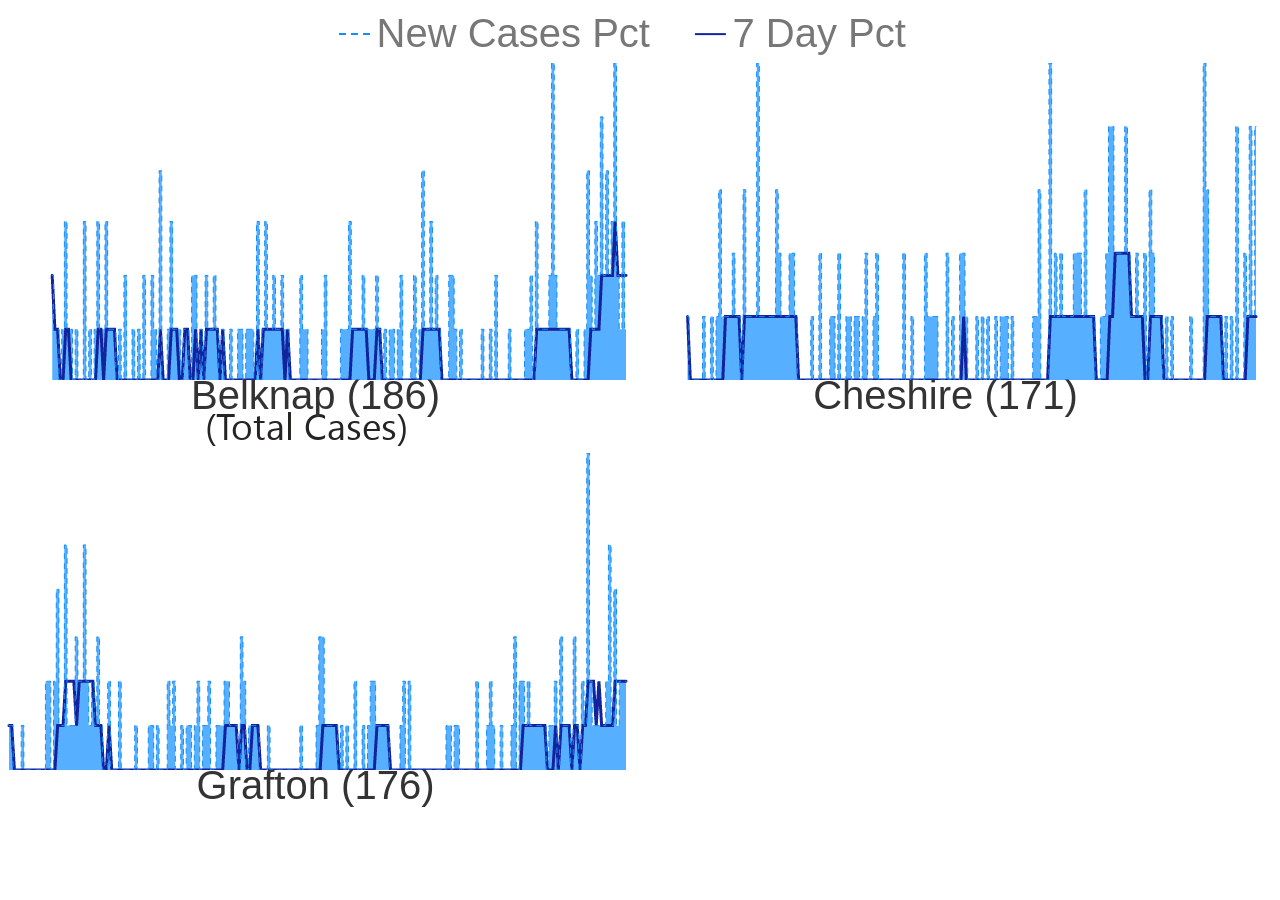 New Cases Pct 7 Day Pct
Belknap (186)
(Total Cases)
Cheshire (171)
Grafton (176)